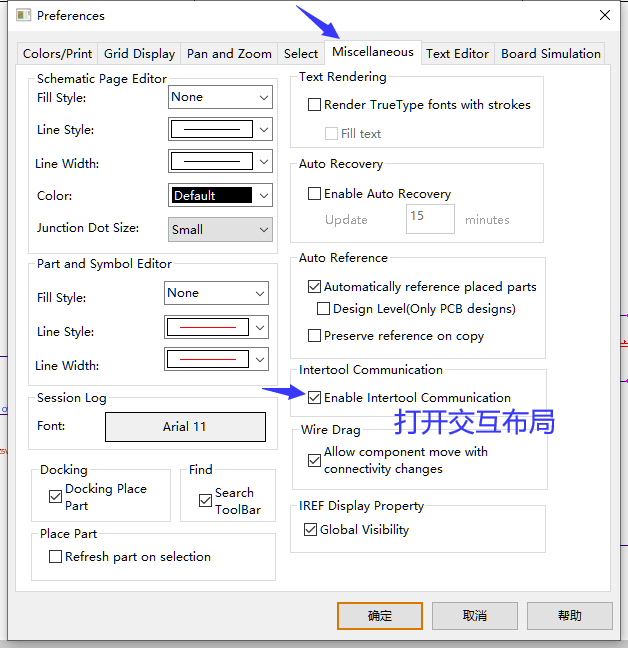 Preferences
Colors/Print Grid Display Pan and Zoom Select Miscellaneous Text Editor Board Simulation
Schematic Page Editor
Fill Style: None
Line Style:
Line Width:
Color: Default
Junction Dot Size: Small
Part and Symbol Editor
Fill Style: None
Line Style:
Line Width:
Session Log
Font: Arial 11
Docking
Docking Place
Part
Find
Search
ToolBar
Place Part
Refresh part on selection
Text Rendering
Render TrueType fonts with strokes
Fill text
Auto Recovery
Enable Auto Recovery
Update 15 minutes
Auto Reference
Automatically reference placed parts
Design Level(Only PCB designs)
Preserve reference on copy
Intertool Communication
Enable Intertool Communication
打开交互布局
Wire Drag
Allow component move with
connectivity changes
IREF Display Property
Global Visibility
确定 取消 帮助